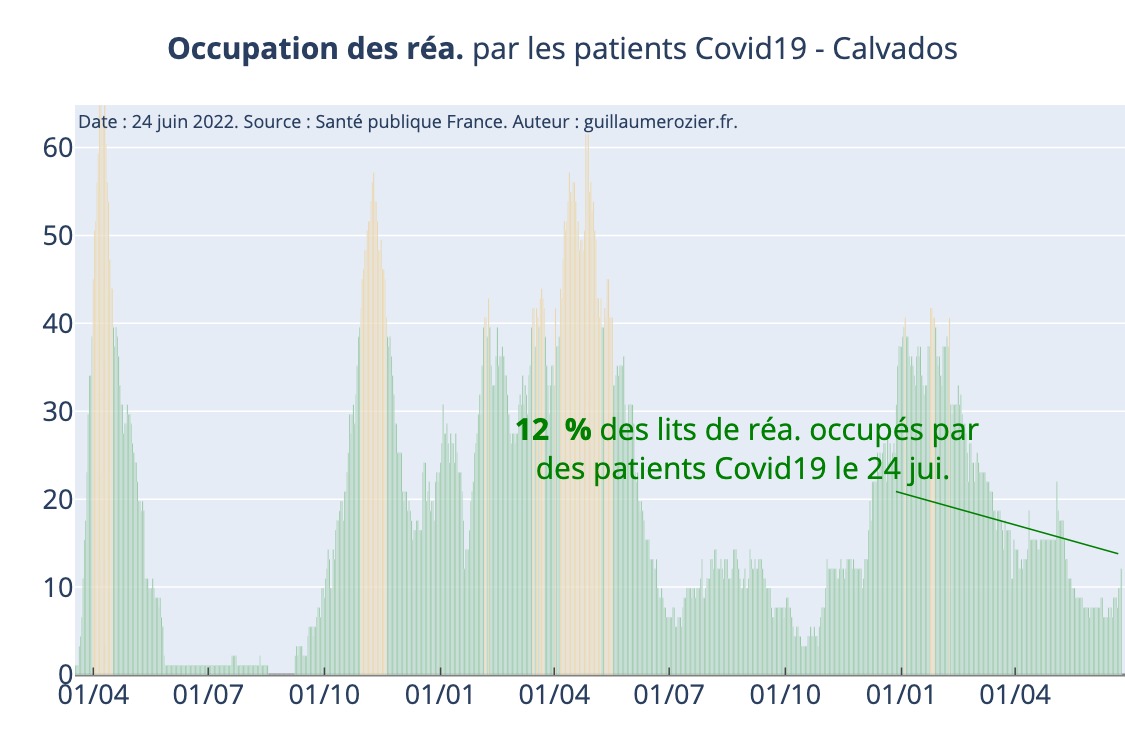 Occupation des réa. par les patients Covid19 - Calvados
Date : 24 juin 2022. Source : Santé publique France. Auteur : guillaumerozier.fr.
60
50
40
30
12 % des lits de réa. occupés par
des patients Covid19 le 24 jui.
20
10
0
01/04 01/07 01/10 01/01 01/04 01/07 01/10 01/01 01/04